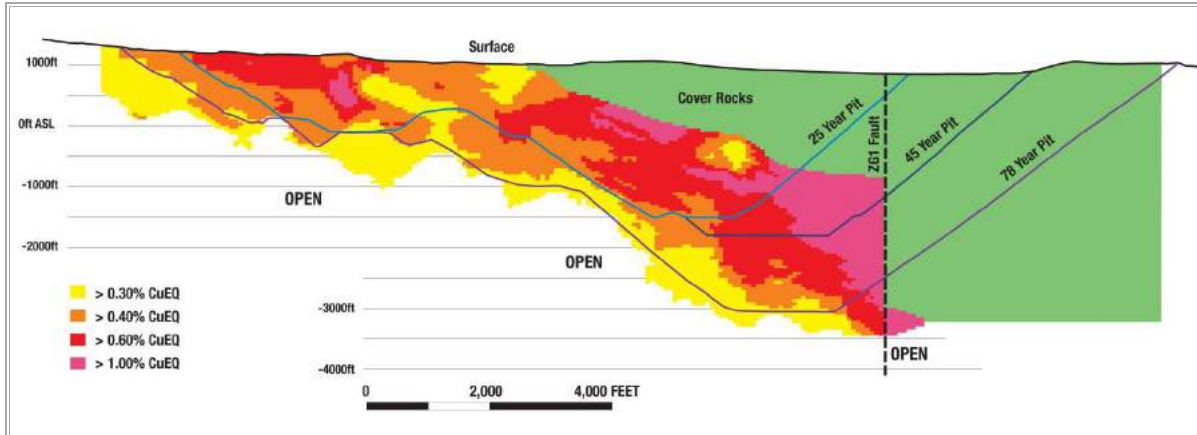 Surface
1000ft
Cover Rocks
25 Year Pit
ZG1 Fault
45 Year Pit
78 Year Pit
0ft ASL
-1000ft
OPEN
-2000ft
OPEN
> 0.30% CuEQ
> 0.40% CuEQ
> 0.60% CuEQ
> 1.00% CuEQ
-3000ft
OPEN
-4000ft
0 2,000 4,000 FEET